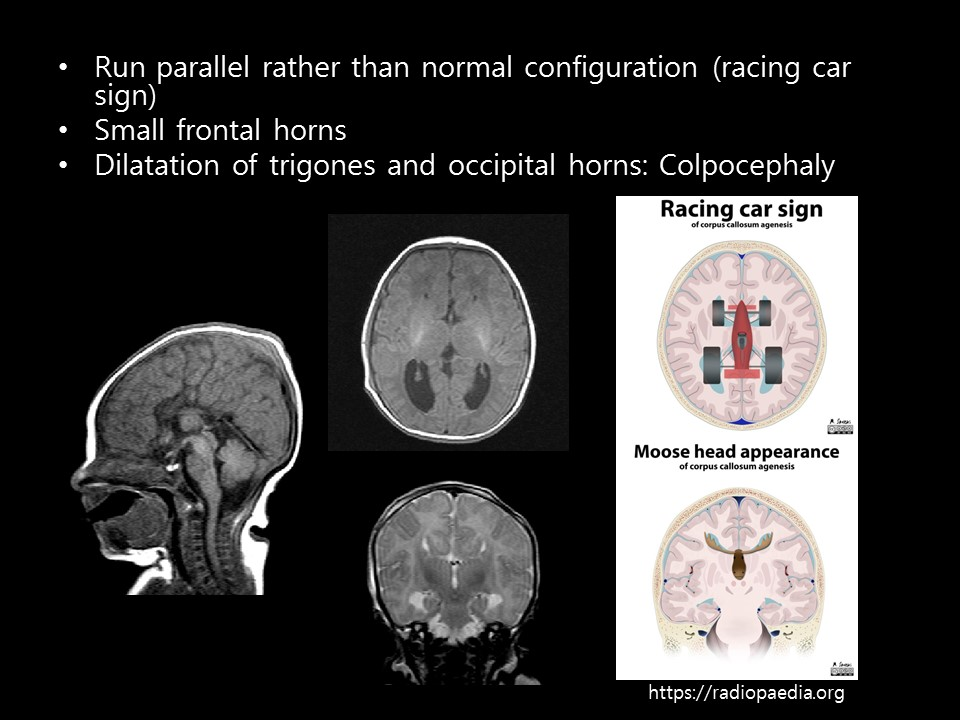 • Run parallel rather than normal configuration (racing car
sign)
• Small frontal horns
• Dilatation of trigones and occipital horns: Colpocephaly
Racing car sign
of corpus callosum agenesis
Moose head appearance
of corpus callosum agenesis
https://radiopaedia.org